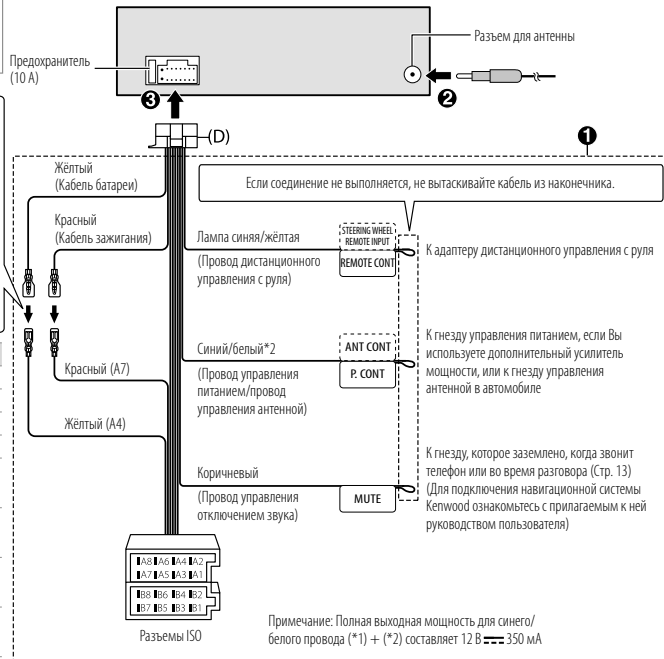 Предохранитель
(10 A)
Разъем для антенны
❸
❷
(D)
❶
Жёлтый
(Кабель батареи)
Если соединение не выполняется, не вытаскивайте кабель из наконечника.
Красный
(Кабель зажигания)
Лампа синяя/жёлтая
(Провод дистанционного
управления с руля)
STEERING WHEEL
REMOTE INPUT
REMOTE CONT
К адаптеру дистанционного управления с руля
Синий/белый*2
(Провод управления
питанием/провод
управления антенной)
ANT CONT
P. CONT
К гнезду управления питанием, если Вы
используете дополнительный усилитель
мощности, или к гнезду управления
антенной в автомобиле
Красный (A7)
Жёлтый (A4)
Коричневый
(Провод управления
отключением звука)
MUTE
К гнезду, которое заземлено, когда звонит
телефон или во время разговора (Стр. 13)
(Для подключения навигационной системы
Kenwood ознакомьтесь с прилагаемым к ней
руководством пользователя)
A8 A6 A4 A2
A7 A5 A3 A1
B8 B6 B4 B2
B7 B5 B3 B1
Разъемы ISO
Примечание: Полная выходная мощность для синего/
белого провода (*1) + (*2) составляет 12 В ⎓ 350 мА